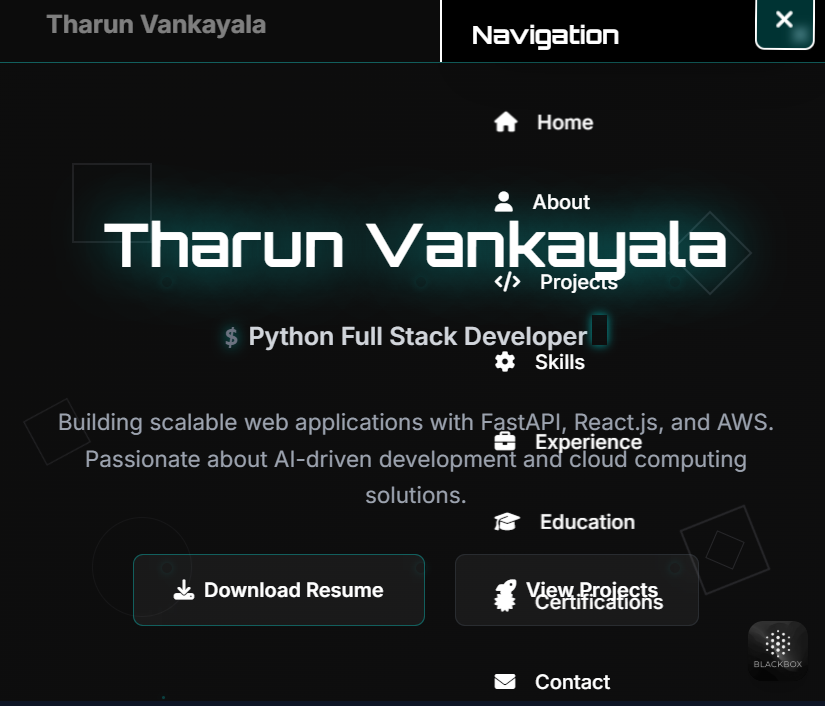 Tharun Vankayala
Navigation
Home
About
Tharun Vankayala
Projects
$ Python Full Stack Developer
Skills
Building scalable web applications with FastAPI, React.js, and AWS.
Experience
Passionate about AI-driven development and cloud computing
solutions.
Education
Download Resume
View Projects
Certifications
BLACKBOX
Contact